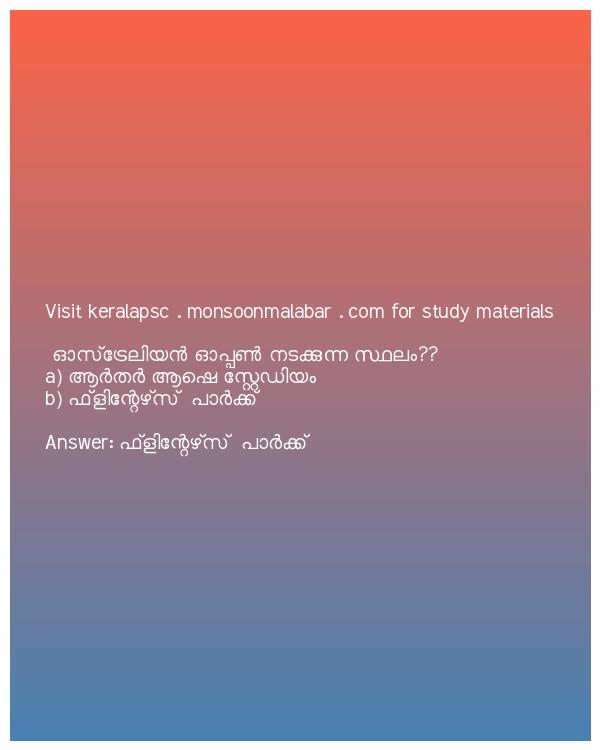 Visit keralapsc . monsoonmalabar . com for study materials
ഓസ്ട്രേലിയൻ ഓപ്പൺ നടക്കുന്ന സ്ഥലം??
a) ആർതർ ആഷെ സ്റ്റേഡിയം
b) ഫ്ളിന്റേഴ്സ് പാർക്ക്
Answer: ഫ്ളിന്റേഴ്സ് പാർക്ക്